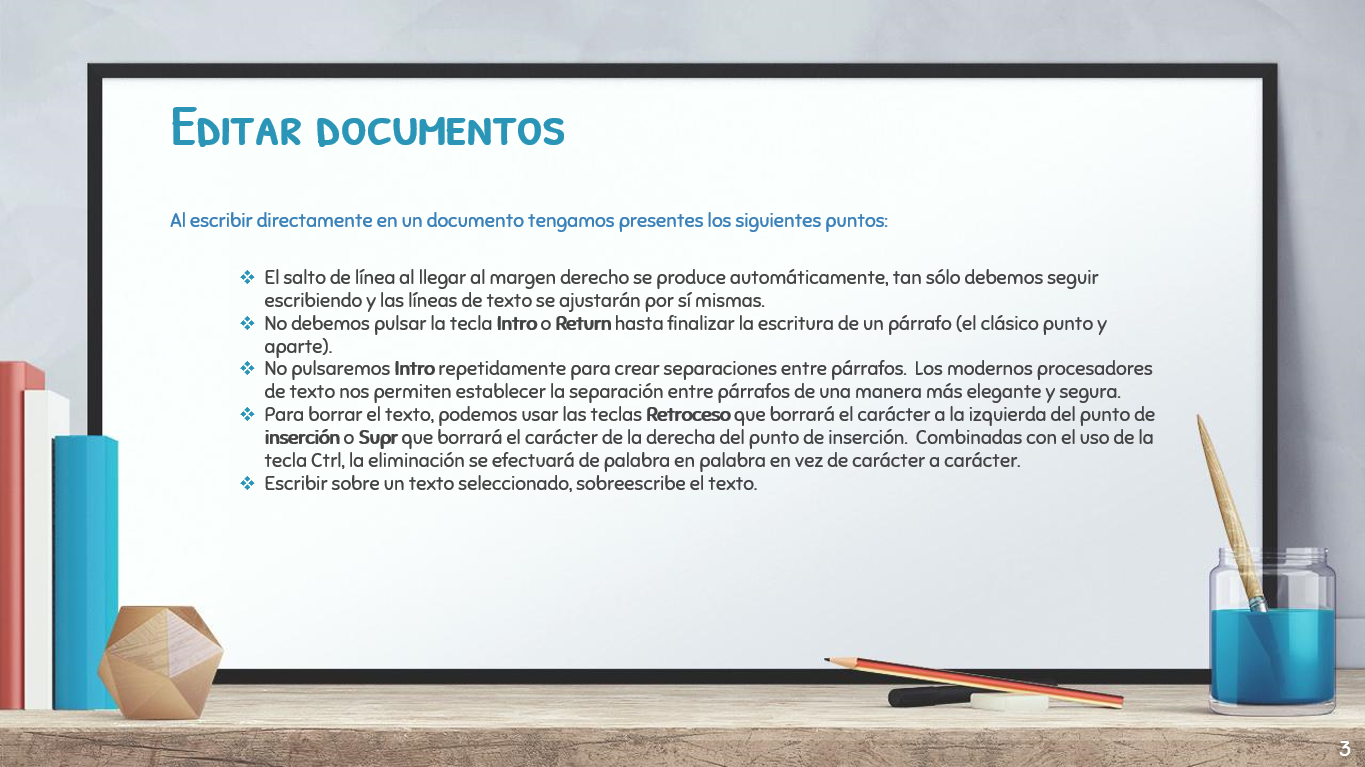 Editar documentos
Al escribir directamente en un documento tengamos presentes los siguientes puntos:
❖ El salto de línea al llegar al margen derecho se produce automáticamente, tan sólo debemos seguir
escribiendo y las líneas de texto se ajustarán por sí mismas.
❖ No debemos pulsar la tecla Intro o Return hasta finalizar la escritura de un párrafo (el clásico punto y
aparte).
❖ No pulsaremos Intro repetidamente para crear separaciones entre párrafos. Los modernos procesadores
de texto nos permiten establecer la separación entre párrafos de una manera más elegante y segura.
❖ Para borrar el texto, podemos usar las teclas Retroceso que borrará el carácter a la izquierda del punto de
inserción o Supr que borrará el carácter de la derecha del punto de inserción. Combinadas con el uso de la
tecla Ctrl, la eliminación se efectuará de palabra en palabra en vez de carácter a carácter.
❖ Escribir sobre un texto seleccionado, sobreescribe el texto.
3